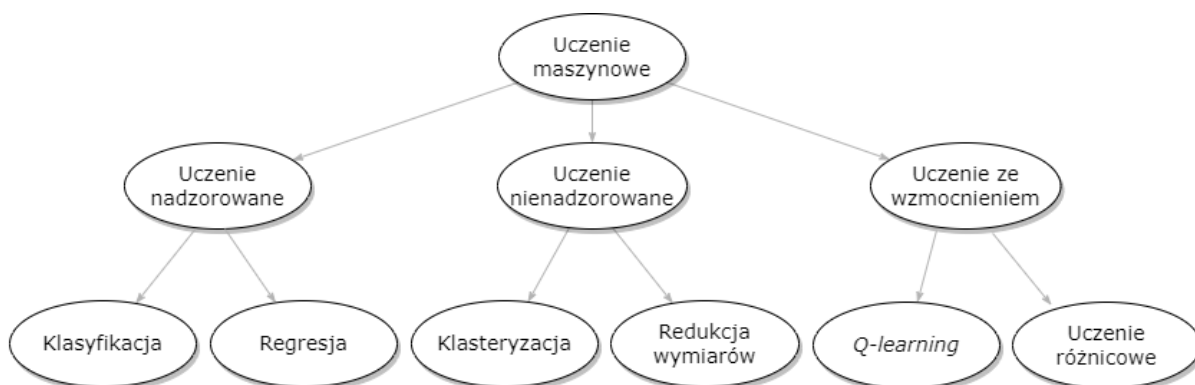 Uczenie
maszynowe
Uczenie
nadzorowane
Uczenie
nienadzorowane
Uczenie ze
wzmocnieniem
Klasyfikacja
Regresja
Klasteryzacja
Redukcja
wymiarów
Q-learning
Uczenie
różnicowe